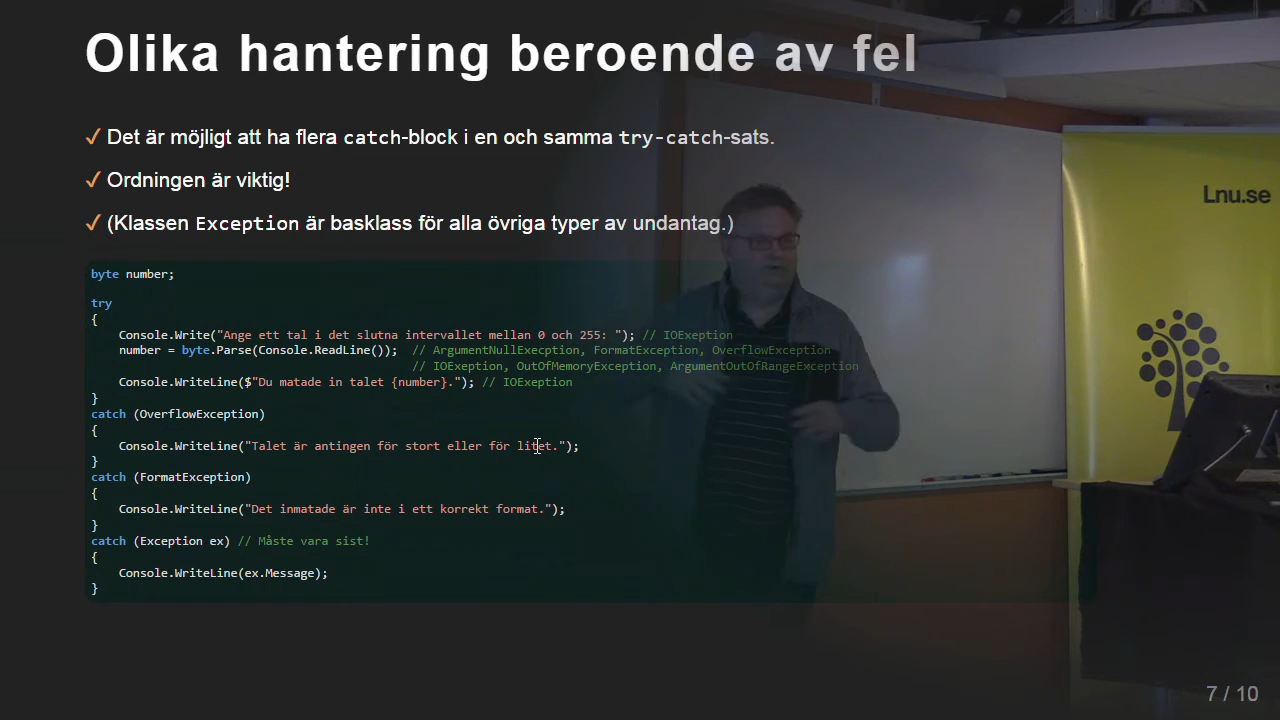 Olika hantering beroende av fel
✓ Det är möjligt att ha flera catch-block i en och samma try-catch-sats.
✓ Ordningen är viktig!
✓ (Klassen Exception är basklass för alla övriga typer av undantag.)
Lnu.se
byte number;
try
{
Console.Write("Ange ett tal i det slutna intervallet mellan 0 och 255: "); // IOExeption
number = byte.Parse(Console.ReadLine()); // ArgumentNullExecption, FormatException, OverflowException
// IOExeption, OutOfMemoryException, ArgumentOutOfRangeException
Console.WriteLine($"Du matade in talet {number}."); // IOExeption
}
catch (OverflowException)
{
Console.WriteLine("Talet är antingen för stort eller för litet.");
}
catch (FormatException)
{
Console.WriteLine("Det inmatade är inte i ett korrekt format.");
}
catch (Exception ex) // Måste vara sist!
{
Console.WriteLine(ex.Message);
}
7 / 10